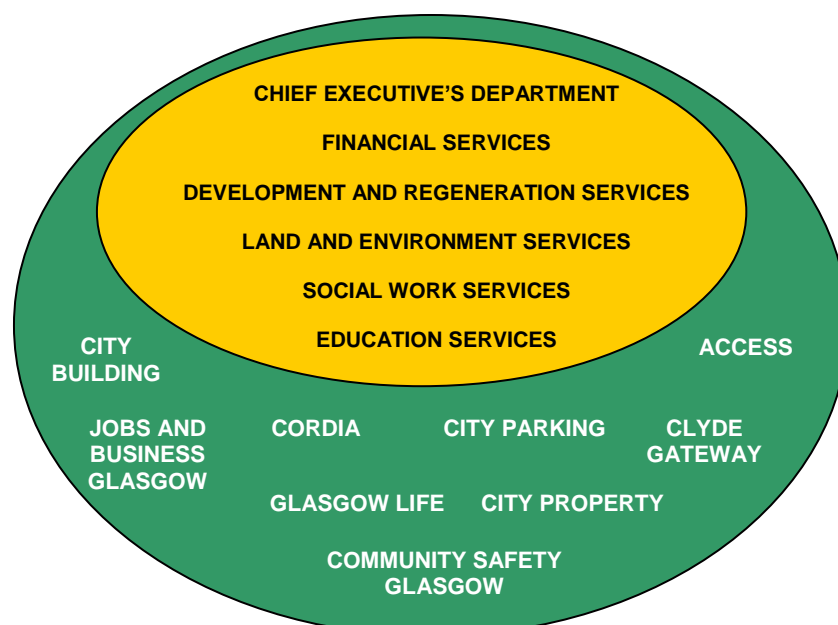 CHIEF EXECUTIVE’S DEPARTMENT
FINANCIAL SERVICES
DEVELOPMENT AND REGENERATION SERVICES
LAND AND ENVIRONMENT SERVICES
SOCIAL WORK SERVICES
EDUCATION SERVICES
CITY
BUILDING
ACCESS
JOBS AND
BUSINESS
GLASGOW
CORDIA
CITY PARKING
CLYDE
GATEWAY
GLASGOW LIFE
CITY PROPERTY
COMMUNITY SAFETY
GLASGOW